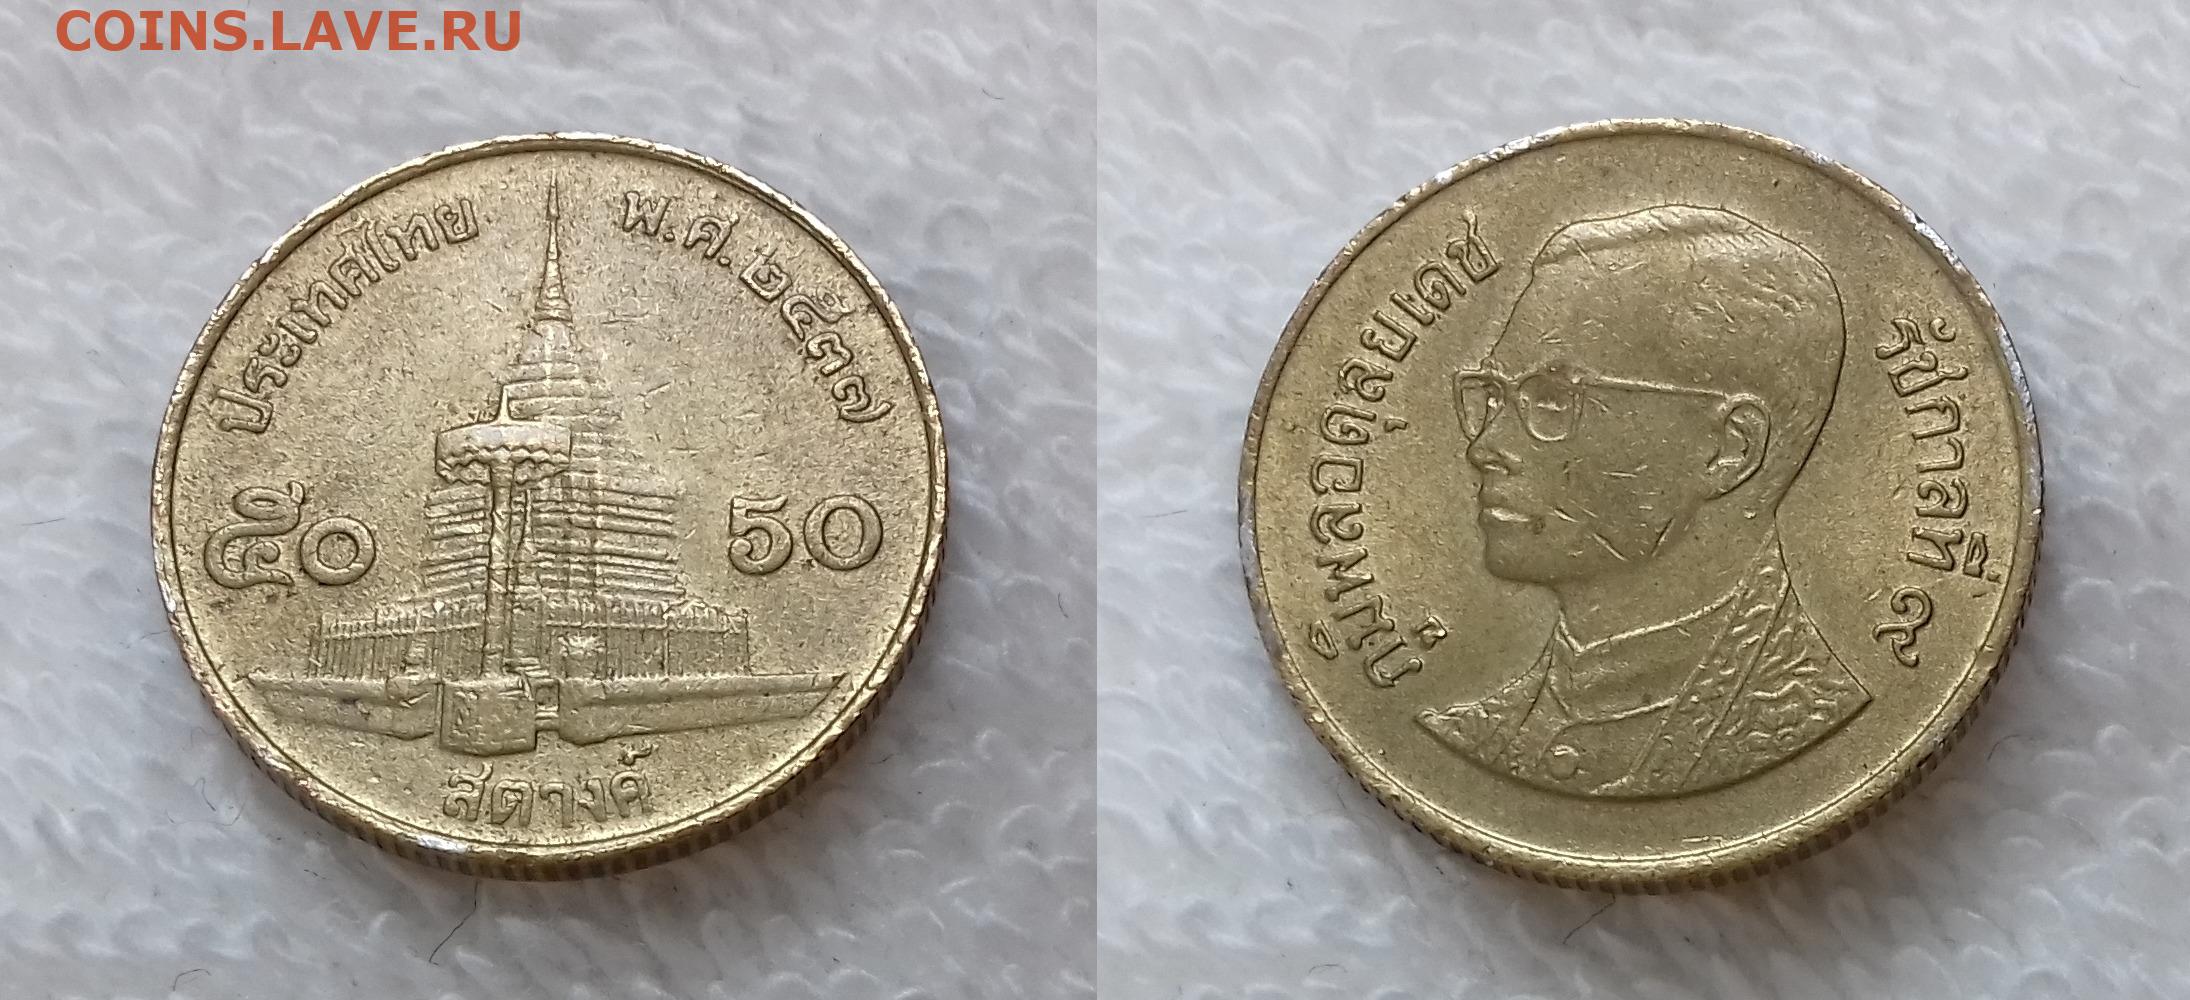 COINS.LAVE.RU
ประเทศไทย พ.ศ.๒๕๓๗
๕๐ 50
สตางค์
ภูมิพลอดุลยเดช รัชกาลที่ ๙